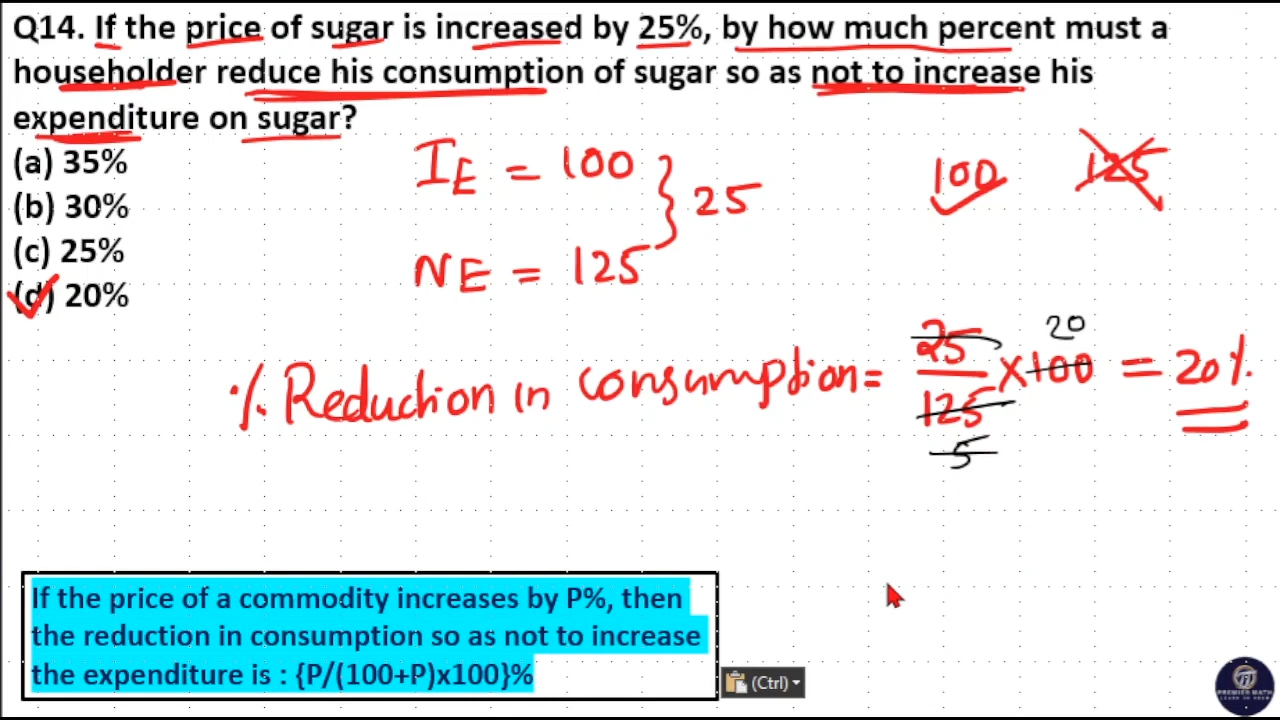 Q14. If the price of sugar is increased by 25%, by how much percent must a
householder reduce his consumption of sugar so as not to increase his
expenditure on sugar?
(a) 35%
(b) 30%
(c) 25%
(d) 20%
IE = 100
25
NE = 125
100
125
% Reduction in consumption = 25/125 x 100 = 20%
20
5
If the price of a commodity increases by P%, then
the reduction in consumption so as not to increase
the expenditure is : {P/(100+P)x100}%
(Ctrl)
PREMIER MATH